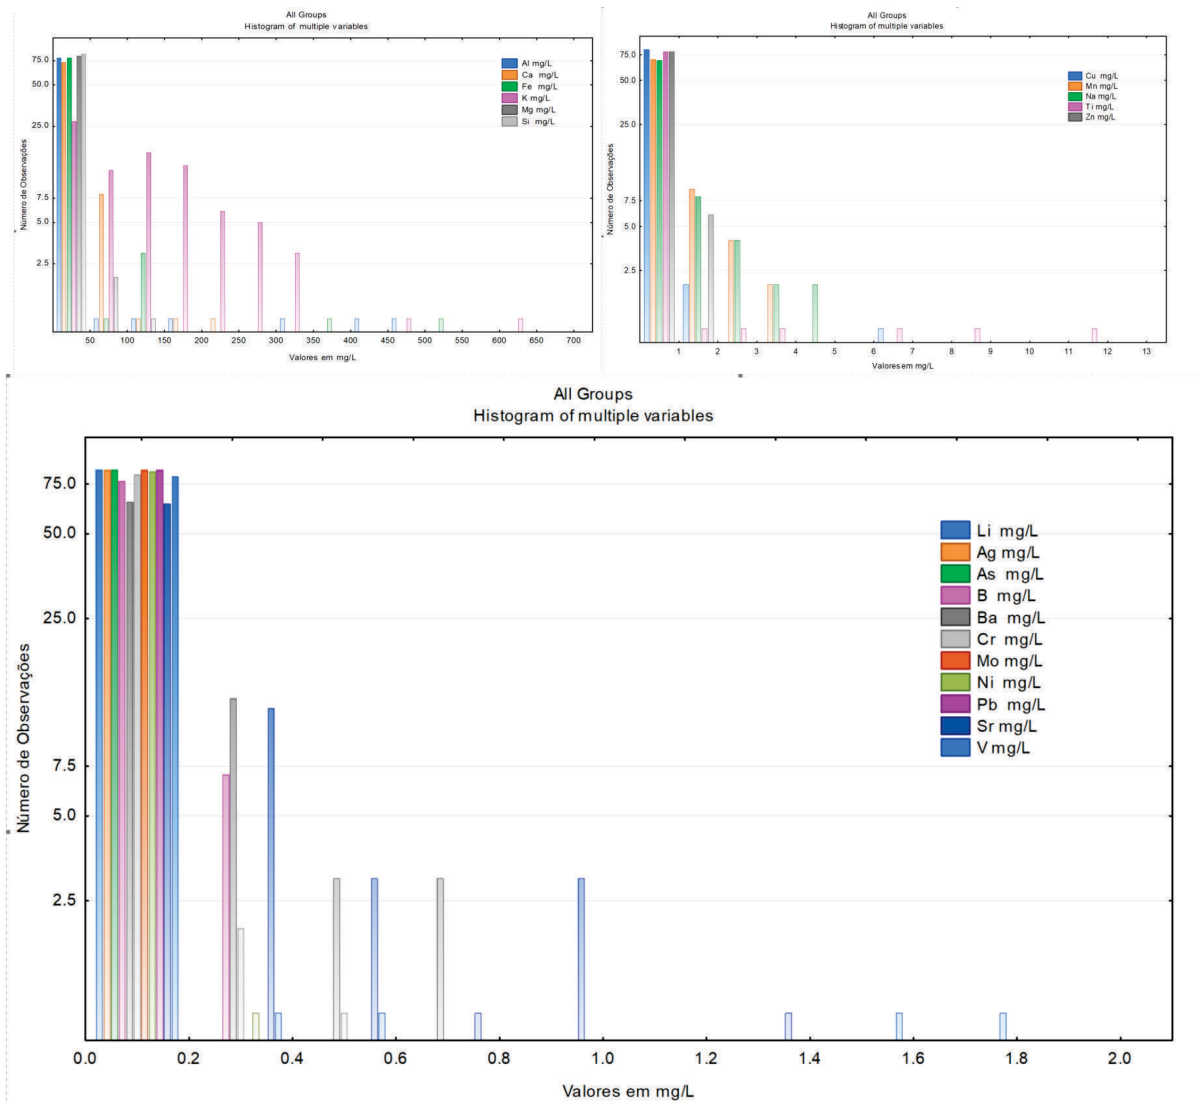 All Groups
Histogram of multiple variables
75.0
50.0
25.0
7.5
5.0
2.5
Número de Observações
Al mg/L
Ca mg/L
Fe mg/L
K mg/L
Mg mg/L
Si mg/L
50 100 150 200 250 300 350 400 450 500 550 600 650 700
Valores em mg/L
All Groups
Histogram of multiple variables
75.0
50.0
25.0
7.5
5.0
2.5
Número de Observações
Cu mg/L
Mn mg/L
Na mg/L
Ti mg/L
Zn mg/L
1 2 3 4 5 6 7 8 9 10 11 12 13
Valores em mg/L
All Groups
Histogram of multiple variables
75.0
50.0
25.0
7.5
5.0
2.5
Número de Observações
Li mg/L
Ag mg/L
As mg/L
B mg/L
Ba mg/L
Cr mg/L
Mo mg/L
Ni mg/L
Pb mg/L
Sr mg/L
V mg/L
0.0 0.2 0.4 0.6 0.8 1.0 1.2 1.4 1.6 1.8 2.0
Valores em mg/L